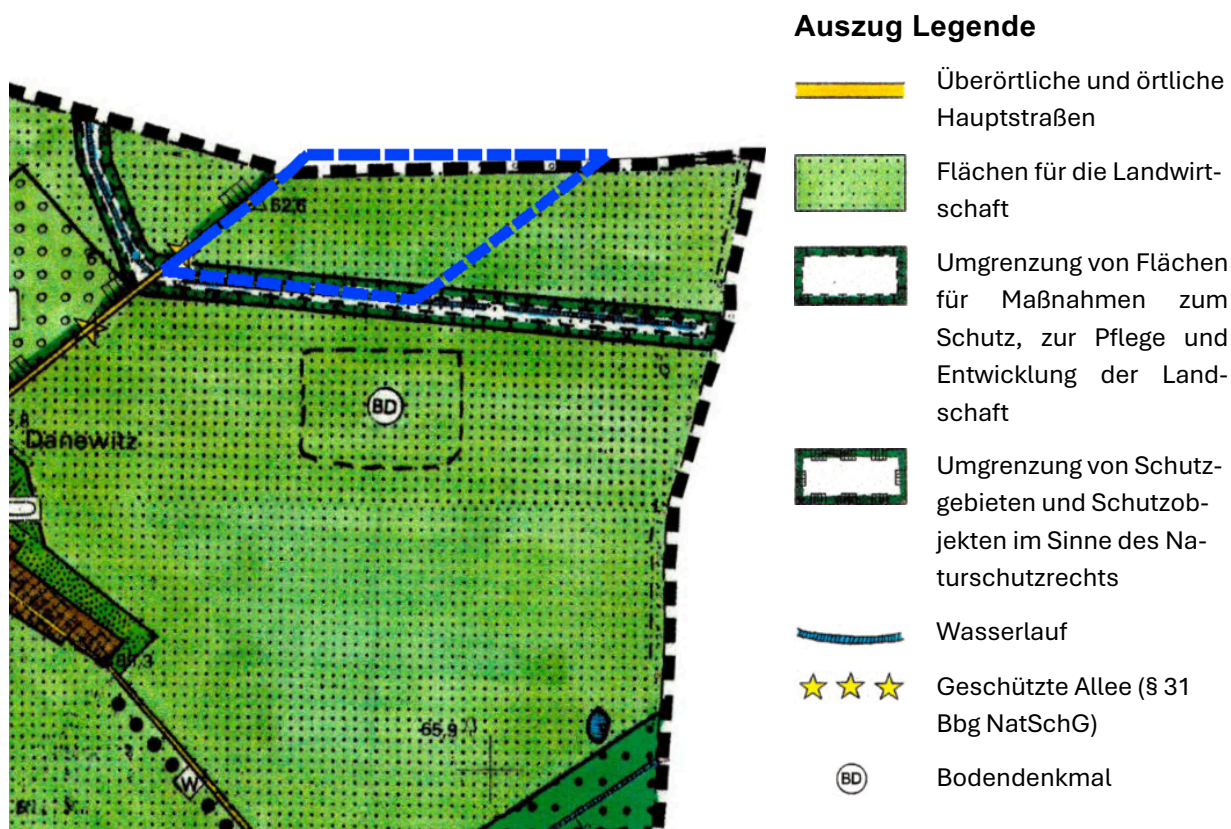 Auszug Legende
Überörtliche und örtliche
Hauptstraßen
Flächen für die Landwirt-
schaft
Umgrenzung von Flächen
für Maßnahmen zum
Schutz, zur Pflege und
Entwicklung der Land-
schaft
Umgrenzung von Schutz-
gebieten und Schutzob-
jekten im Sinne des Na-
turschutzrechts
Wasserlauf
Geschützte Allee (§ 31
Bbg NatSchG)
BD
Bodendenkmal
62,6
BD
Danewitz
65,9
W